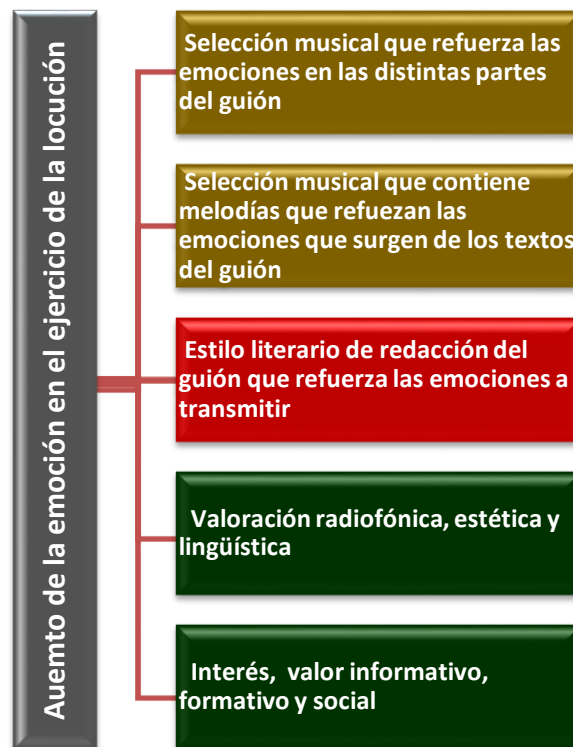 Auemto de la emoción en el ejercicio de la locución
Selección musical que refuerza las
emociones en las distintas partes
del guión
Selección musical que contiene
melodías que refuezan las
emociones que surgen de los textos
del guión
Estilo literario de redacción del
guión que refuerza las emociones a
transmitir
Valoración radiofónica, estética y
lingüística
Interés, valor informativo,
formativo y social